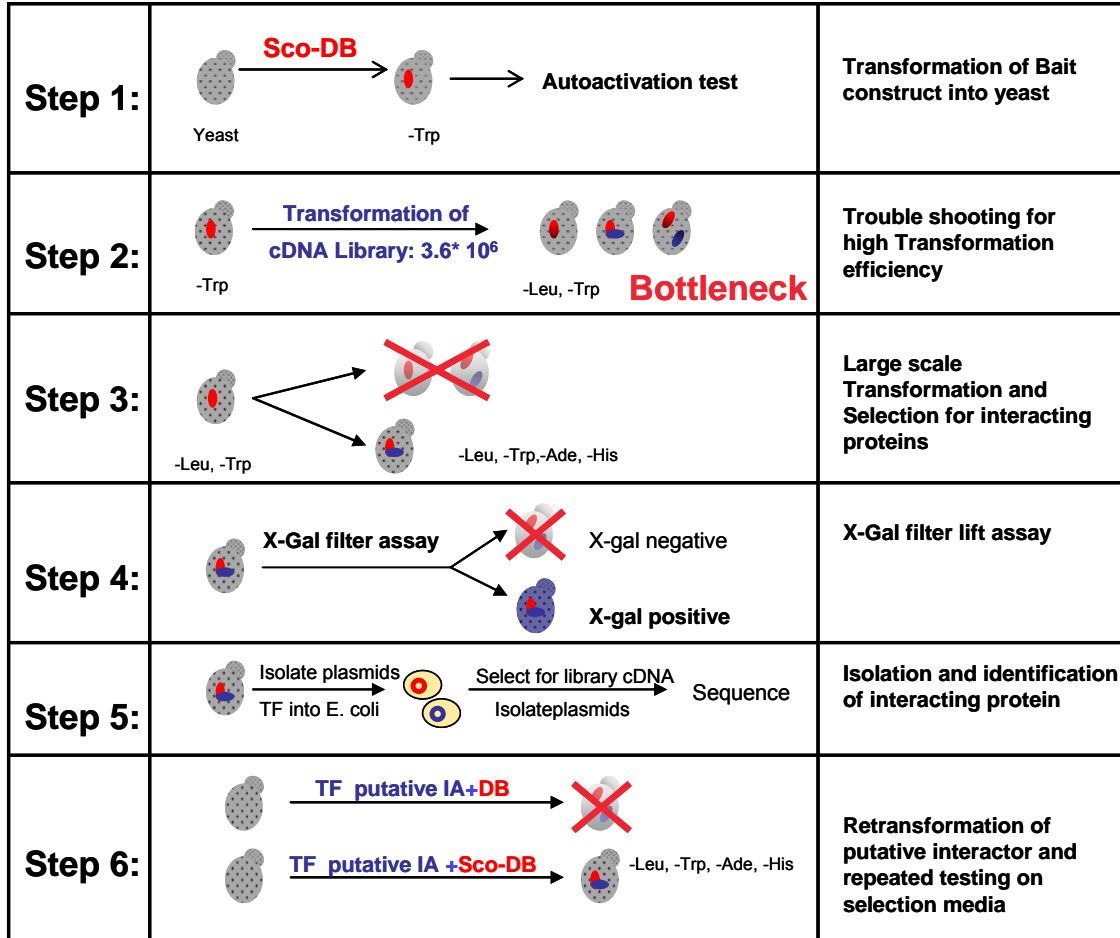 Step 1:
Sco-DB
Yeast
-Trp
Autoactivation test
Transformation of Bait
construct into yeast
Step 2:
-Trp
Transformation of
cDNA Library: 3.6* 10⁶
-Leu, -Trp
Bottleneck
Trouble shooting for
high Transformation
efficiency
Step 3:
-Leu, -Trp
-Leu, -Trp,-Ade, -His
Large scale
Transformation and
Selection for interacting
proteins
Step 4:
X-Gal filter assay
X-gal negative
X-gal positive
X-Gal filter lift assay
Step 5:
Isolate plasmids
TF into E. coli
Select for library cDNA
Isolateplasmids
Sequence
Isolation and identification
of interacting protein
Step 6:
TF putative IA+DB
TF putative IA +Sco-DB
-Leu, -Trp, -Ade, -His
Retransformation of
putative interactor and
repeated testing on
selection media